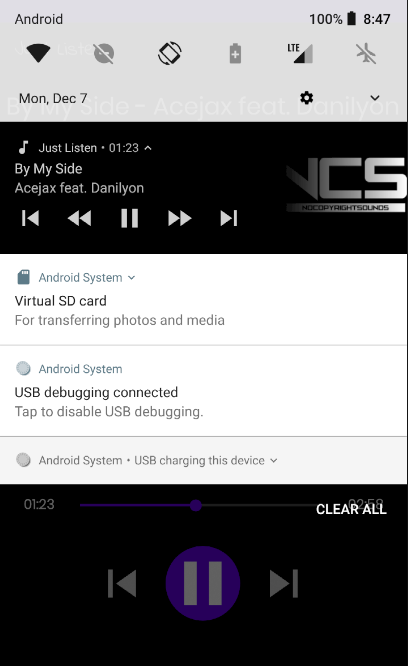 Android 100% 8:47
LTE
Mon, Dec 7
By My Side - Acejax feat. Danilyon
Just Listen • 01:23
By My Side
Acejax feat. Danilyon
NCS
NOCOPYRIGHTSOUNDS
Android System
Virtual SD card
For transferring photos and media
Android System
USB debugging connected
Tap to disable USB debugging.
Android System • USB charging this device
01:23 02:58
CLEAR ALL